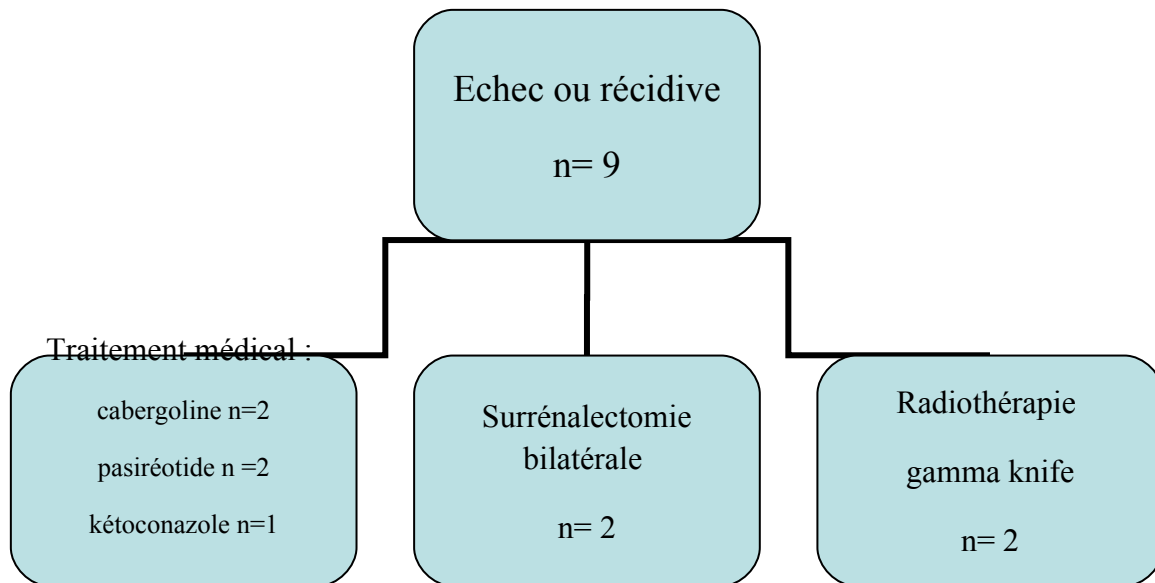 Echec ou récidive
n= 9
Traitement médical :
cabergoline n=2
pasiréotide n =2
kétoconazole n=1
Surrénalectomie
bilatérale
n= 2
Radiothérapie
gamma knife
n= 2